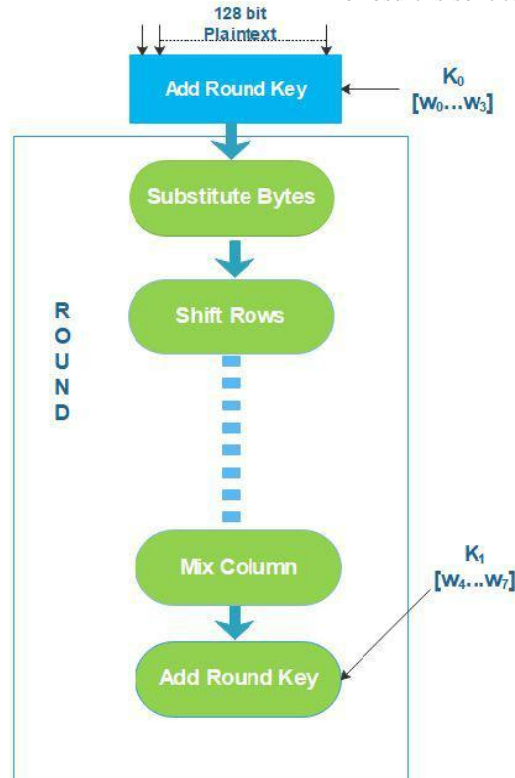 128 bit
Plaintext
Add Round Key
K₀
[w₀...w₃]
Substitute Bytes
Shift Rows
R
O
U
N
D
Mix Column
K₁
[w₄...w₇]
Add Round Key